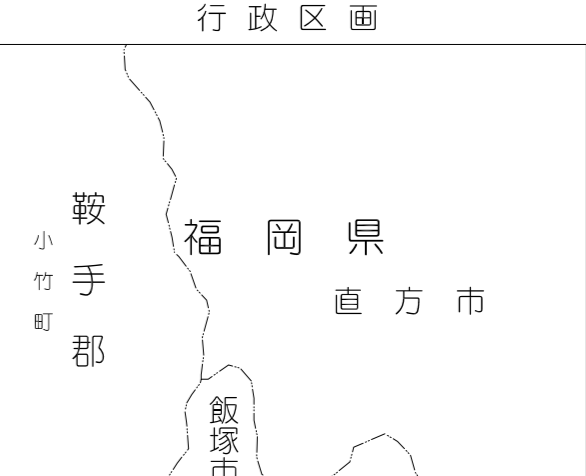 行政区画
福岡県
直方市
鞍手郡
小竹町
飯塚市